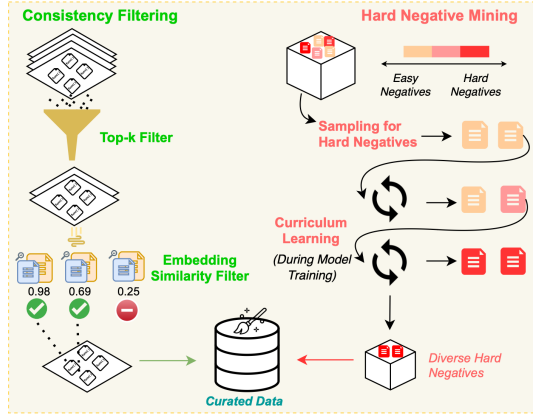 Consistency Filtering
Top-k Filter
Embedding
Similarity Filter
0.98
0.69
0.25
Hard Negative Mining
Easy
Negatives
Hard
Negatives
Sampling for
Hard Negatives
Curriculum
Learning
(During Model
Training)
Diverse Hard
Negatives
Curated Data